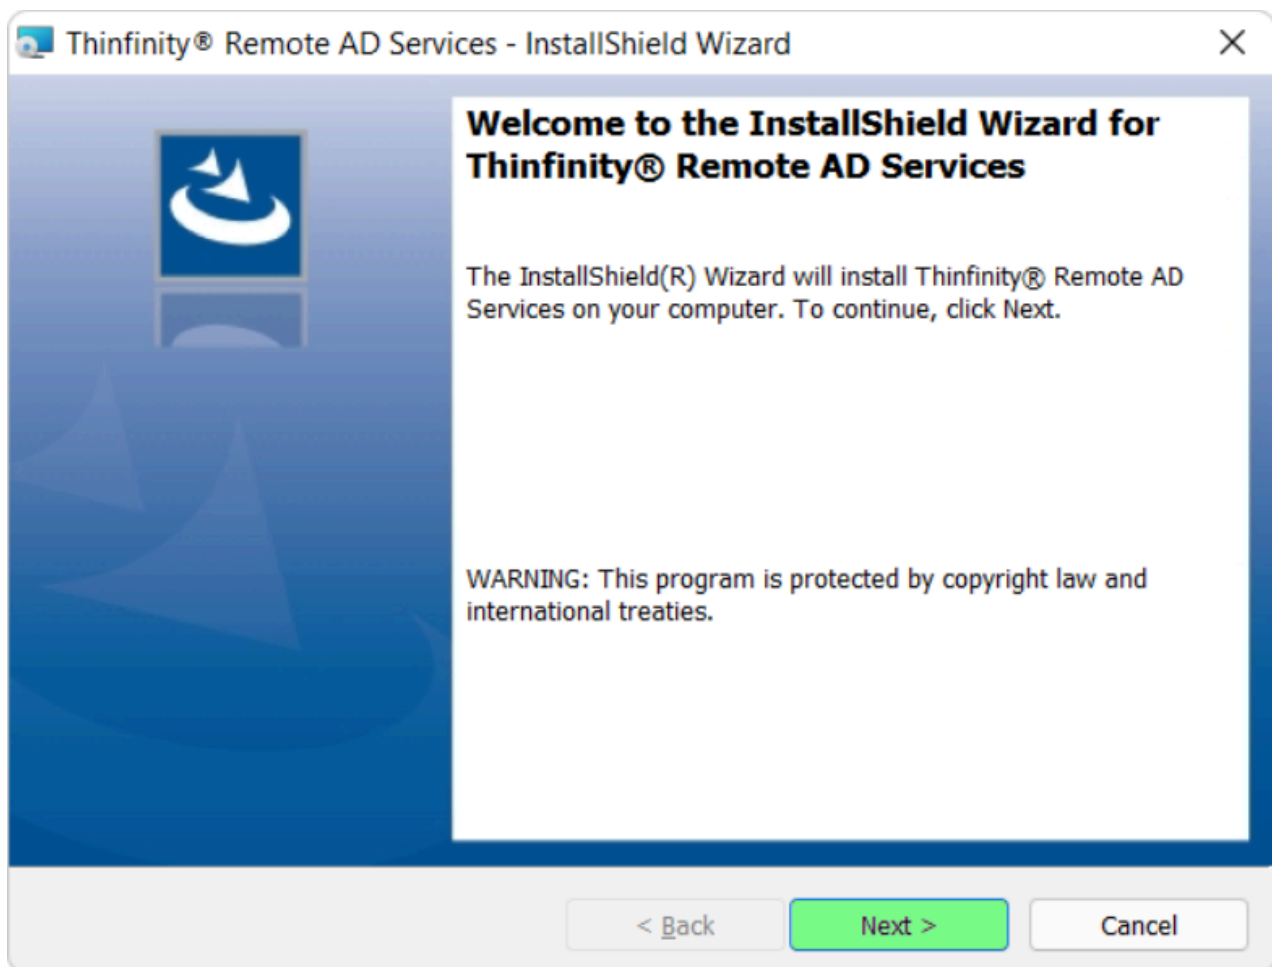 Thinfinity® Remote AD Services - InstallShield Wizard
Welcome to the InstallShield Wizard for
Thinfinity® Remote AD Services
The InstallShield(R) Wizard will install Thinfinity® Remote AD
Services on your computer. To continue, click Next.
WARNING: This program is protected by copyright law and
international treaties.
< Back
Next >
Cancel